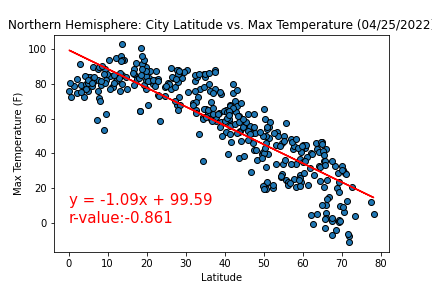 Northern Hemisphere: City Latitude vs. Max Temperature (04/25/2022)
100
80
60
40
20
0
Max Temperature (F)
y = -1.09x + 99.59
r-value:-0.861
0 10 20 30 40 50 60 70 80
Latitude